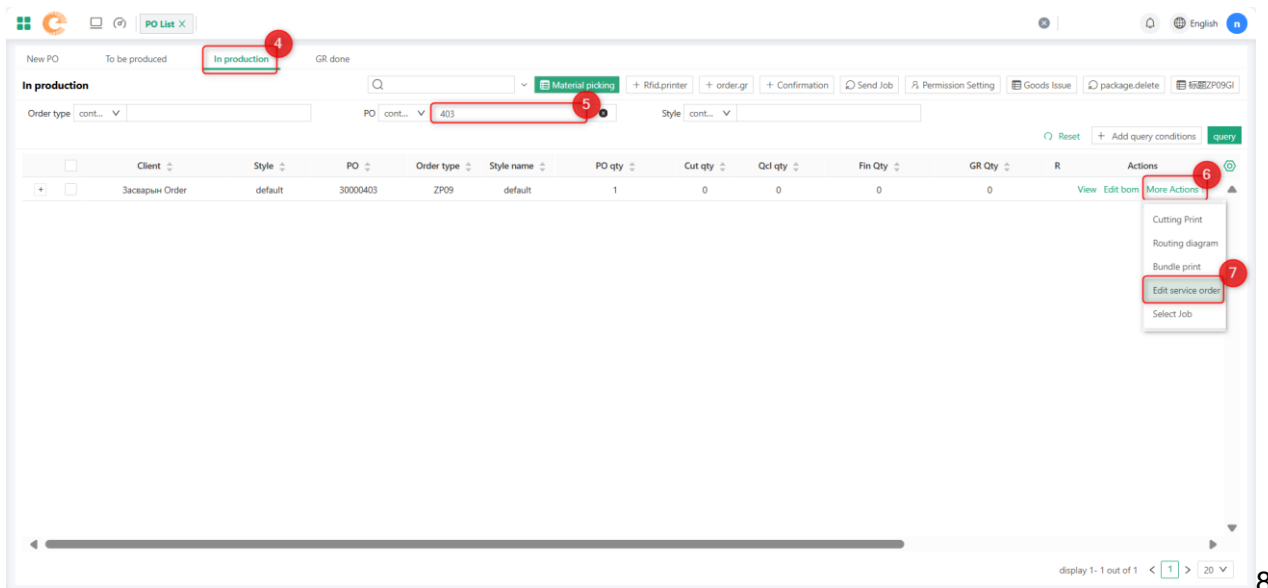 PO List X English n
4
New PO To be produced In production GR done
In production Material picking + Rfid.printer + order.gr + Confirmation Send Job Permission Setting Goods Issue package.delete 标题ZP09GI
5
Order type cont... PO cont... 403 Style cont...
Reset + Add query conditions query
Client Style PO Order type Style name PO qty Cut qty Qcl qty Fin Qty GR Qty R Actions
6
+ Засварын Order default 30000403 ZP09 default 1 0 0 0 0 View Edit bom More Actions
Cutting Print
Routing diagram
Bundle print
7
Edit service order
Select Job
display 1- 1 out of 1 < 1 > 20
8